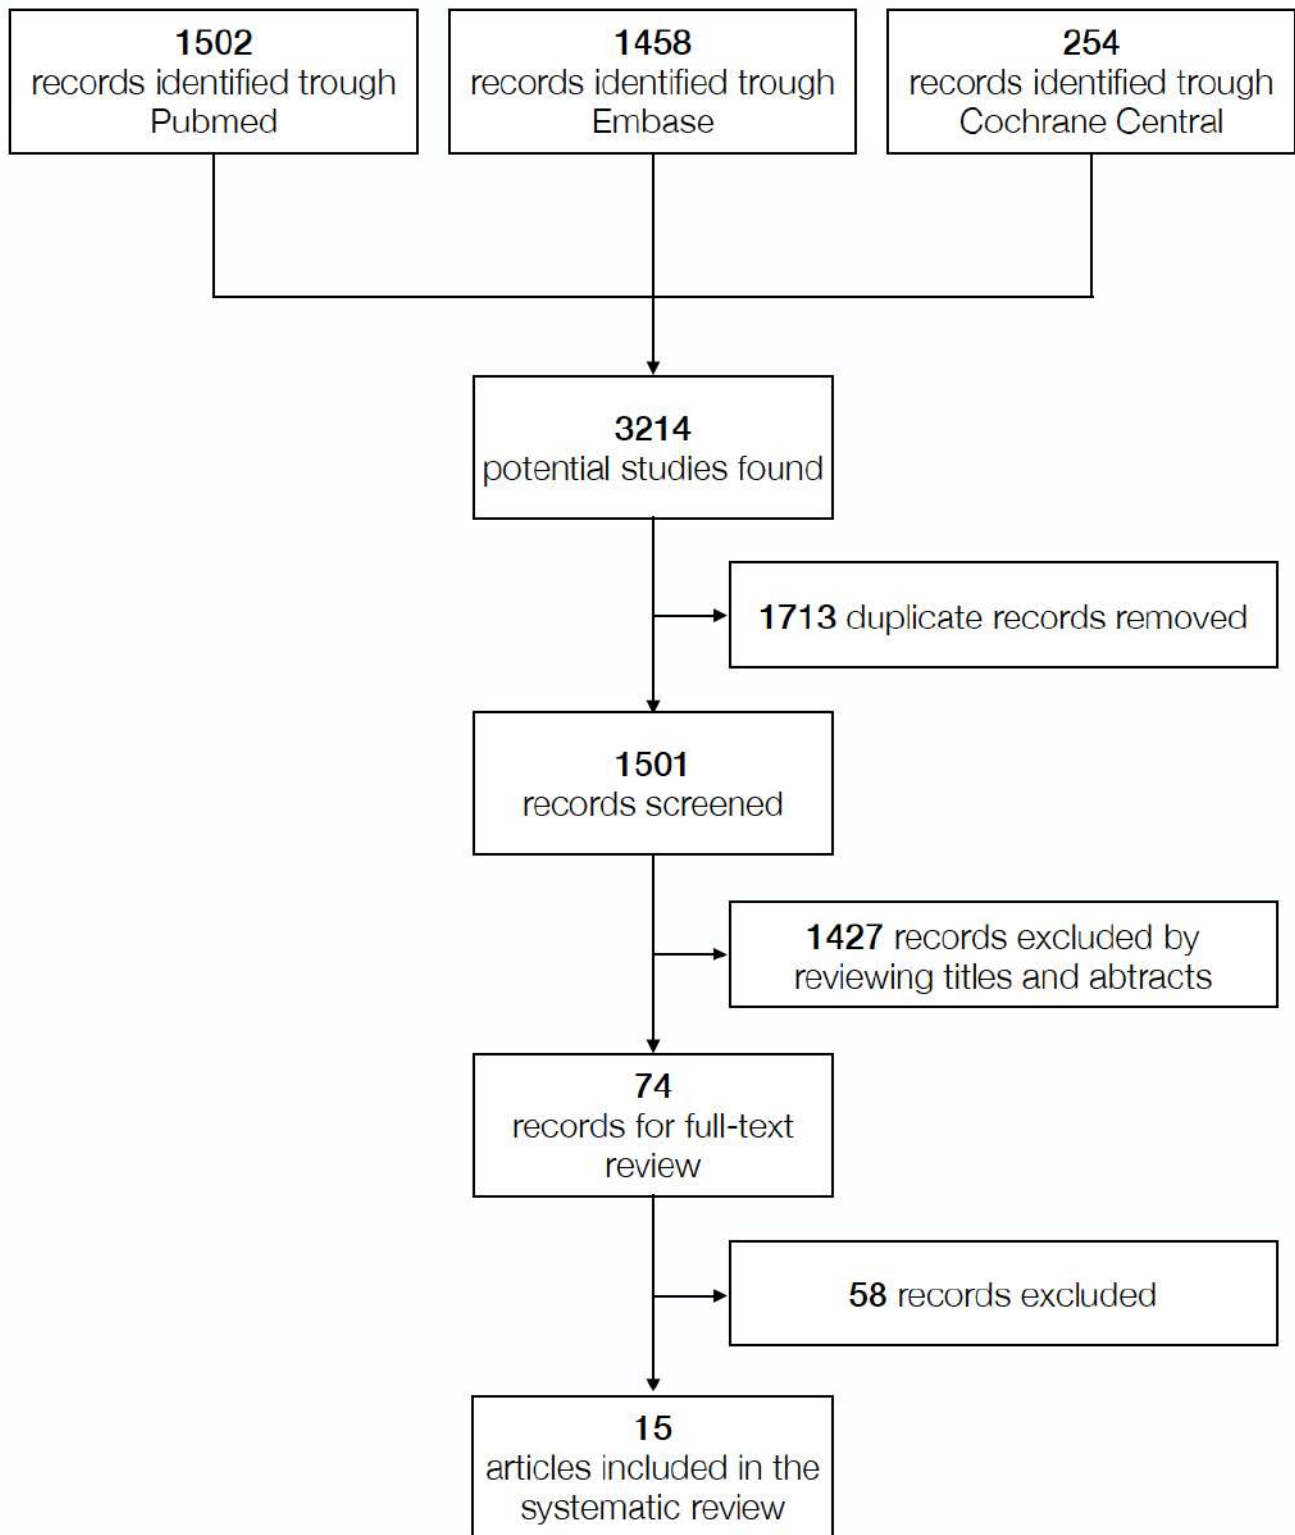 1502
records identified trough
Pubmed
1458
records identified trough
Embase
254
records identified trough
Cochrane Central
3214
potential studies found
1713 duplicate records removed
1501
records screened
1427 records excluded by
reviewing titles and abtracts
74
records for full-text
review
58 records excluded
15
articles included in the
systematic review